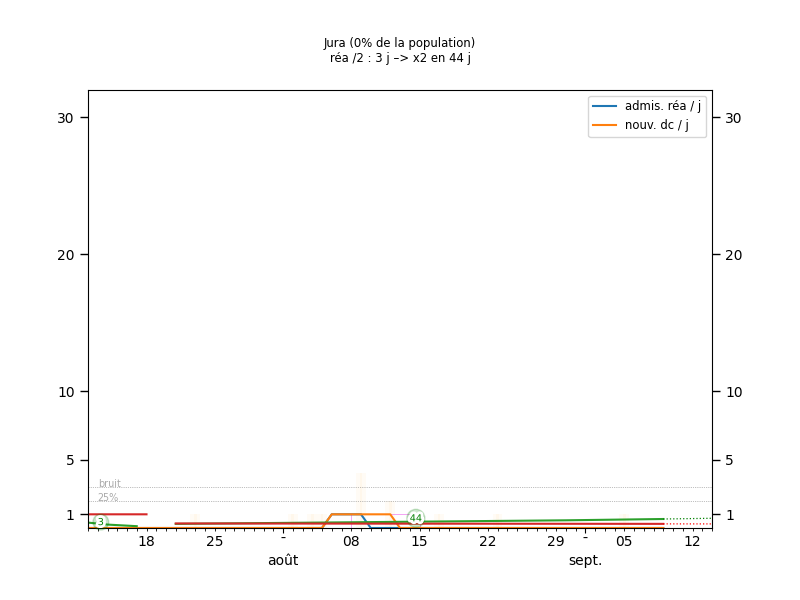 Jura (0% de la population)
réa /2 : 3 j –> x2 en 44 j
admis. réa / j
nouv. dc / j
30 30
20 20
10 10
5 5
bruit
25%
1 1
3
44
18 25 - 08 15 22 29 - 05 12
août sept.